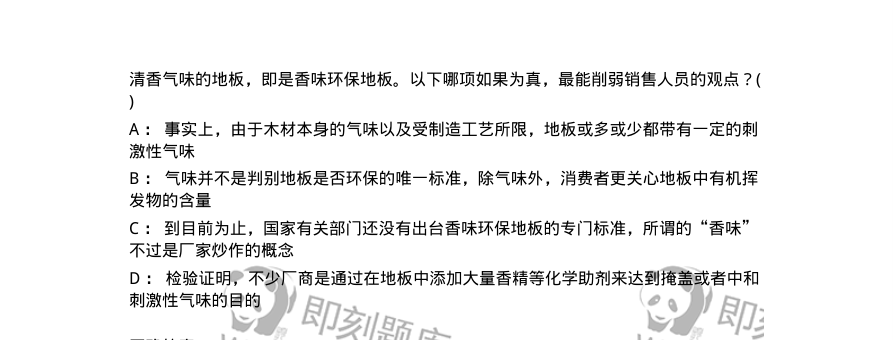 清香气味的地板，即是香味环保地板。以下哪项如果为真，最能削弱销售人员的观点？(
)
A： 事实上，由于木材本身的气味以及受制造工艺所限，地板或多或少都带有一定的刺
激性气味
B： 气味并不是判别地板是否环保的唯一标准，除气味外，消费者更关心地板中有机挥
发物的含量
C： 到目前为止，国家有关部门还没有出台香味环保地板的专门标准，所谓的“香味”
不过是厂家炒作的概念
D： 检验证明，不少厂商是通过在地板中添加大量香精等化学助剂来达到掩盖或者中和
刺激性气味的目的
即刻题库
即刻